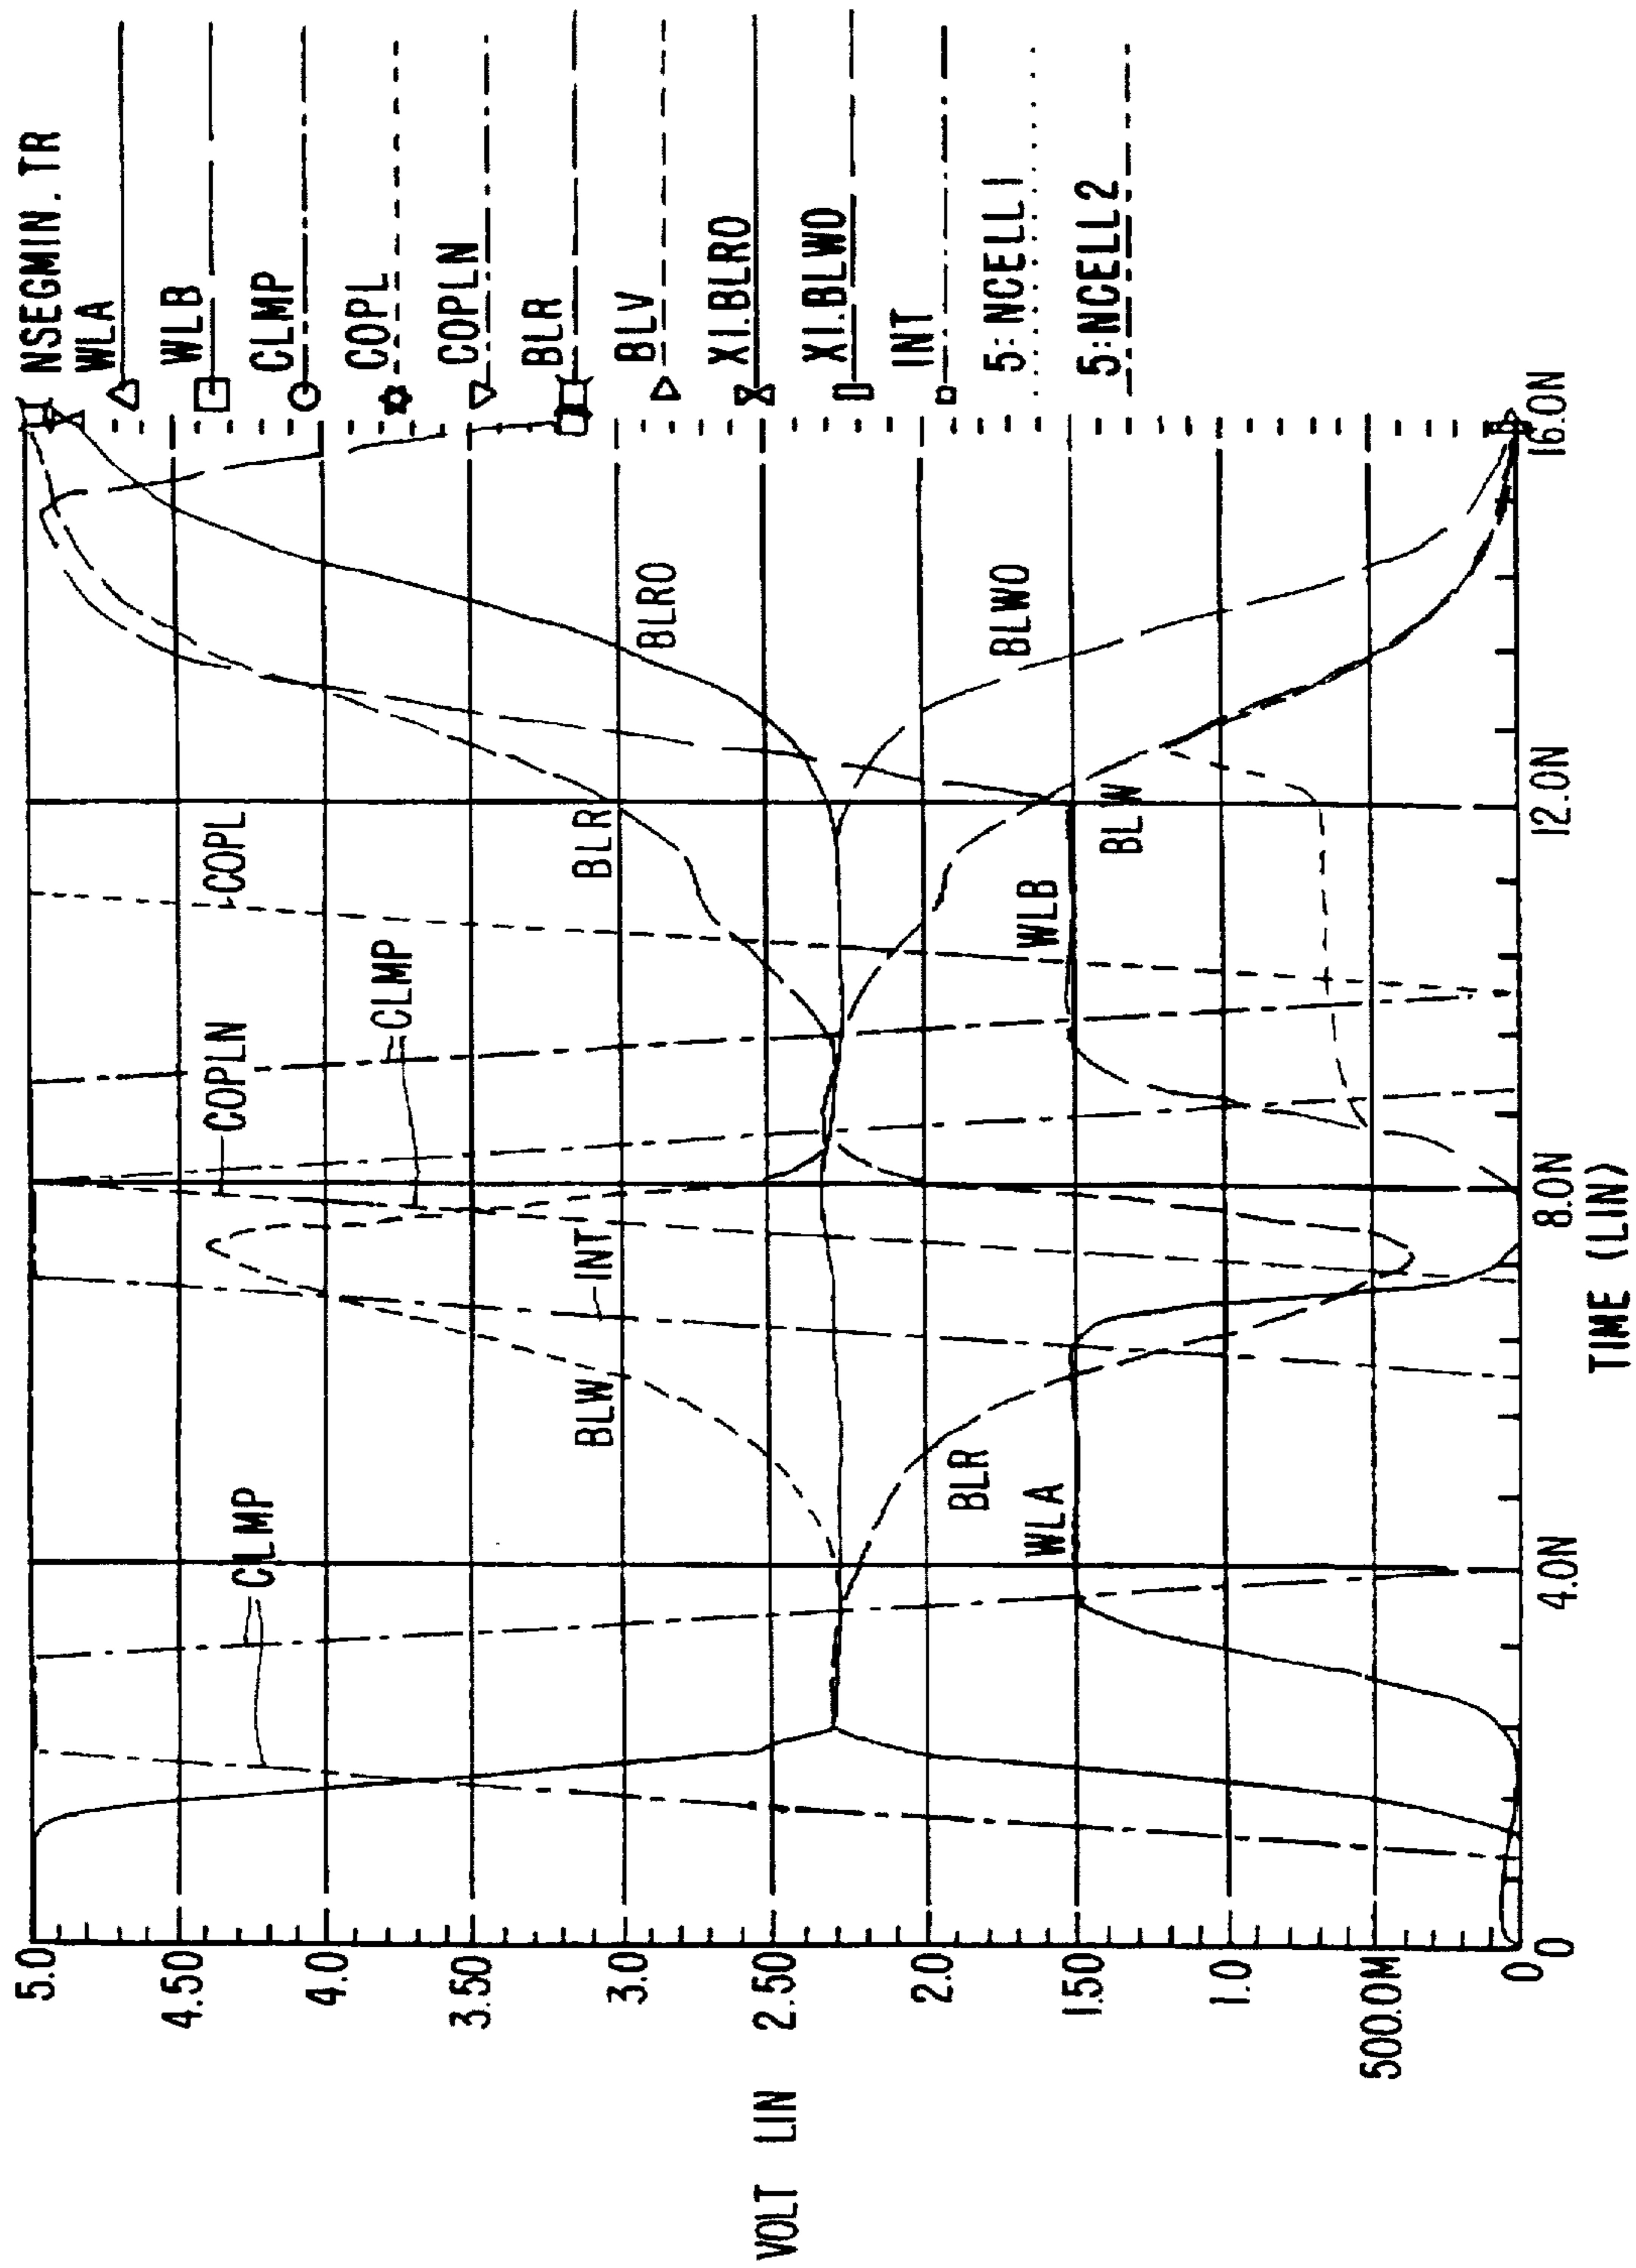 NSEGMIN. TR
WLA
WLB
CLMP
COPL
COPLN
BLR
BLV
XI.BLRO
XI.BLWO
INT
5:NCELL1
5:NCELL2
VOLT LIN
5.0
4.50
4.0
3.50
3.0
2.50
2.0
1.50
1.0
500.0M
0
0
4.0N
8.0N
12.0N
16.0N
TIME (LIN)
CLMP
COPLN
CLMP
COPL
BLW
INT
BLR
BLRO
BLR
WLA
WLB
BLW
BLWO